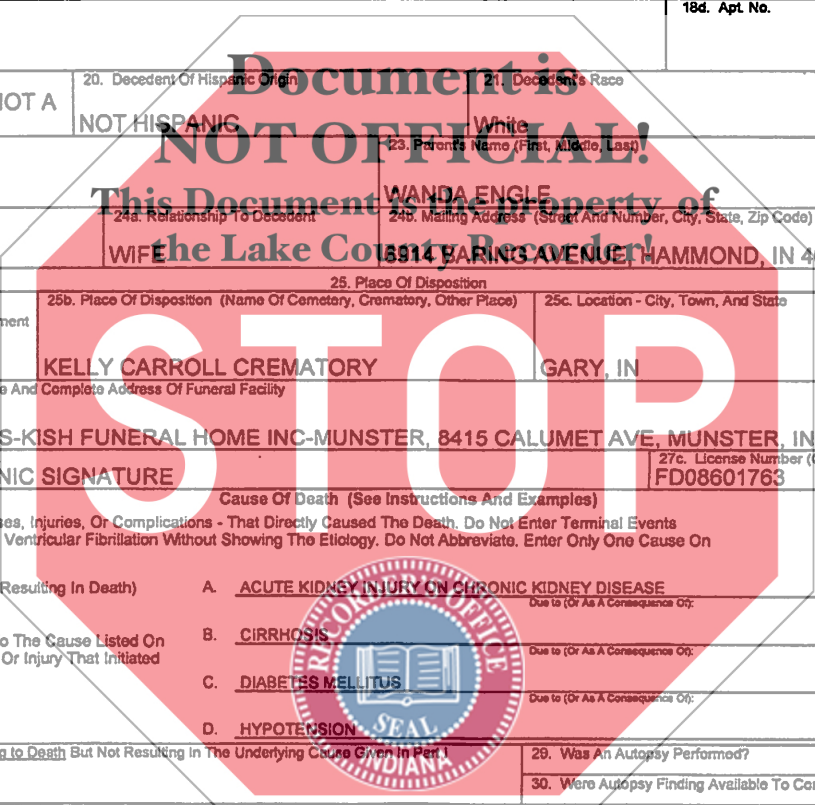 18d. Apt. No.
Document is
20. Decedent Of Hispanic Origin
21. Decedent's Race
NOT A
NOT HISPANIC
White
NOT OFFICIAL!
23. Parent's Name (First, Middle, Last)
WANDA ENGLE
This Document is the property of
24a. Relationship To Decedent
24b. Mailing Address (Street And Number, City, State, Zip Code)
WIFE
6914 BARING AVENUE, HAMMOND, IN 4
the Lake County Recorder!
25. Place Of Disposition
25b. Place Of Disposition (Name Of Cemetery, Crematory, Other Place)
25c. Location - City, Town, And State
ment
KELLY CARROLL CREMATORY
GARY, IN
STOP
e And Complete Address Of Funeral Facility
S-KISH FUNERAL HOME INC-MUNSTER, 8415 CALUMET AVE, MUNSTER, IN
NIC SIGNATURE
27c. License Number (
FD08601763
Cause Of Death (See Instructions And Examples)
ses, Injuries, Or Complications - That Directly Caused The Death. Do Not Enter Terminal Events
Ventricular Fibrillation Without Showing The Etiology. Do Not Abbreviate. Enter Only One Cause On
Resulting In Death)
A. ACUTE KIDNEY INJURY ON CHRONIC KIDNEY DISEASE
Due to (Or As A Consequence Of):
o The Cause Listed On
Or Injury That Initiated
B. CIRRHOSIS
Due to (Or As A Consequence Of):
C. DIABETES MELLITUS
Due to (Or As A Consequence Of):
D. HYPOTENSION
RECORDER'S OFFICE
SEAL
INDIANA
g to Death But Not Resulting In The Underlying Cause Given In Part I
29. Was An Autopsy Performed?
30. Were Autopsy Finding Available To Co